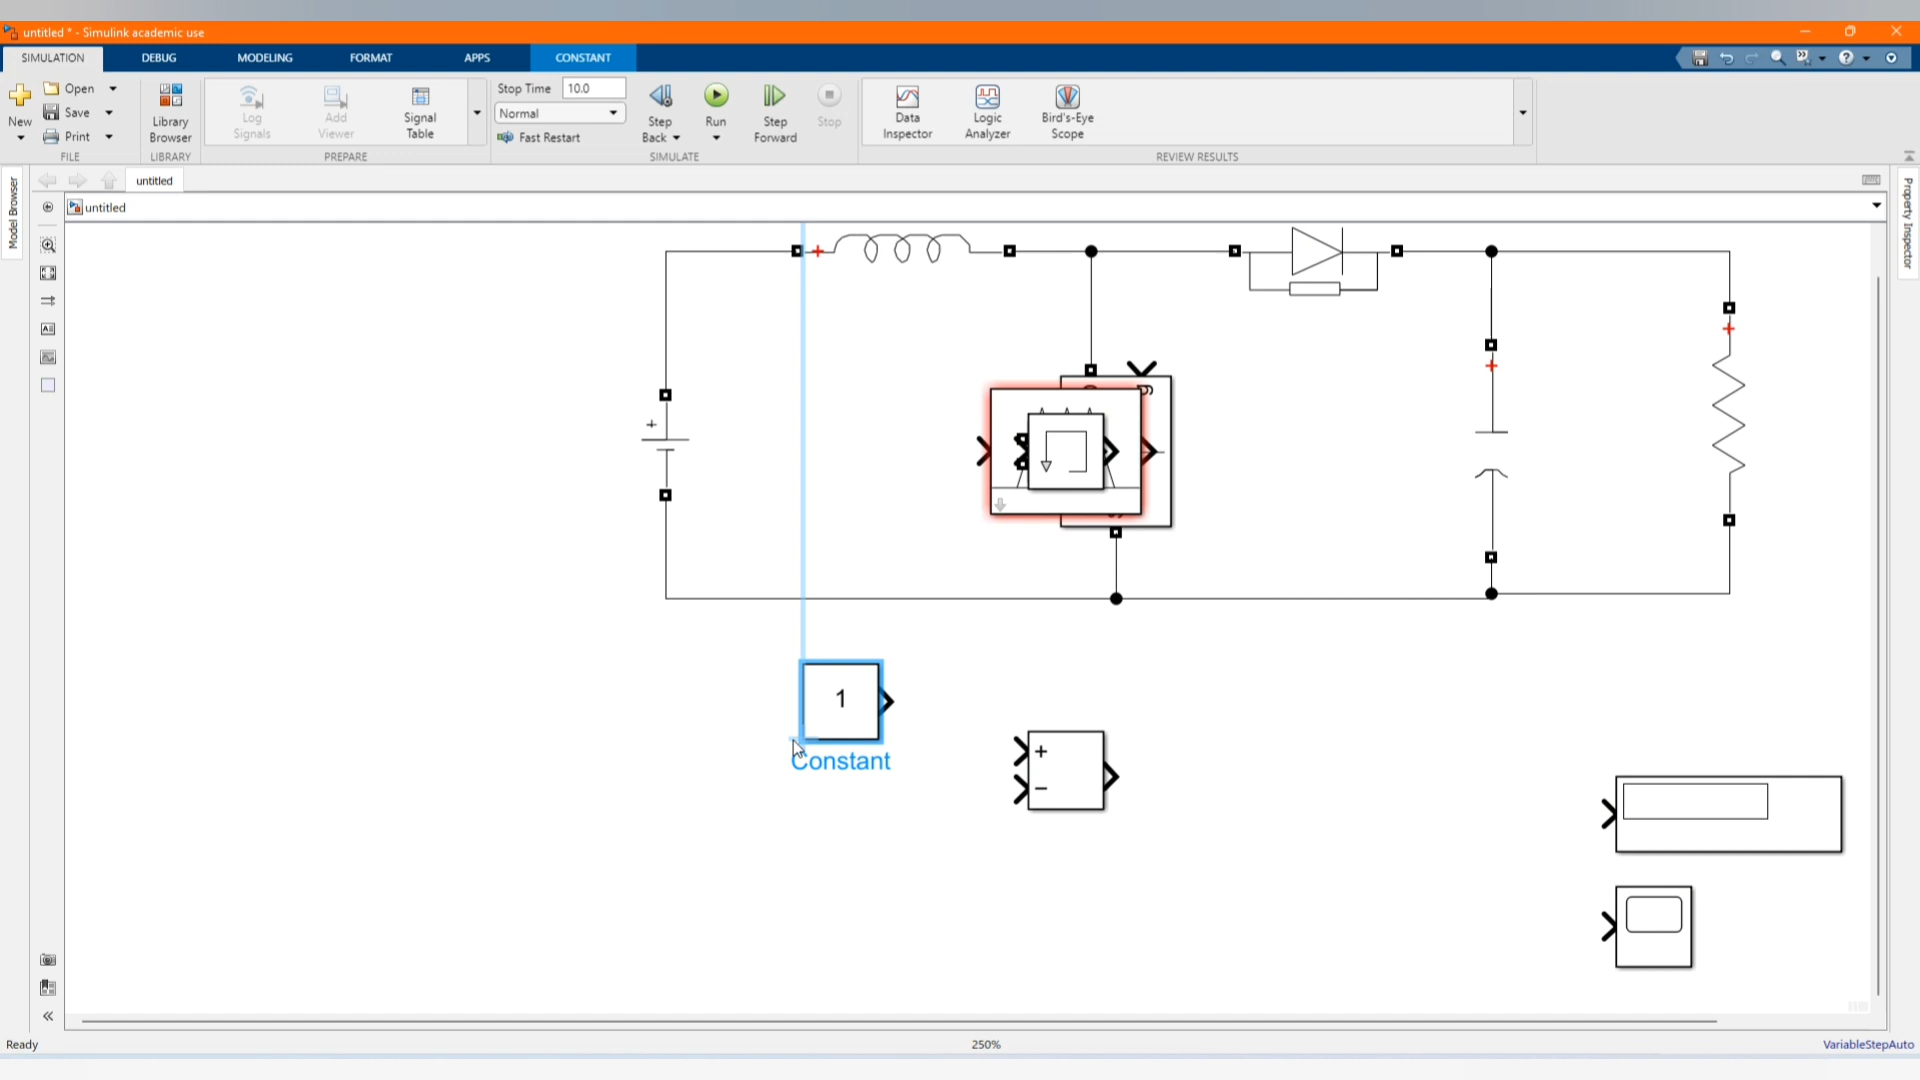 untitled * - Simulink academic use
SIMULATION DEBUG MODELING FORMAT APPS CONSTANT
New
Open
Save
Print
FILE
Library
Browser
LIBRARY
Log
Signals
Add
Viewer
Signal
Table
PREPARE
Stop Time 10.0
Normal
Fast Restart
Step
Back
Run
Step
Forward
Stop
SIMULATE
Data
Inspector
Logic
Analyzer
Bird's-Eye
Scope
REVIEW RESULTS
Model Browser
untitled
untitled
Property Inspector
+
+
+
+
g
1
Constant
+
−
Ready
250%
VariableStepAuto